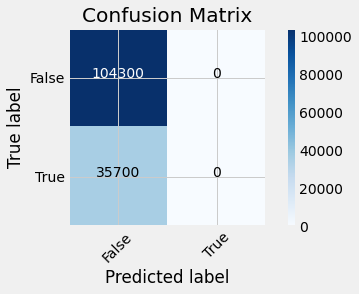 Confusion Matrix
True label
False
104300
0
True
35700
0
False
True
Predicted label
100000
80000
60000
40000
20000
0